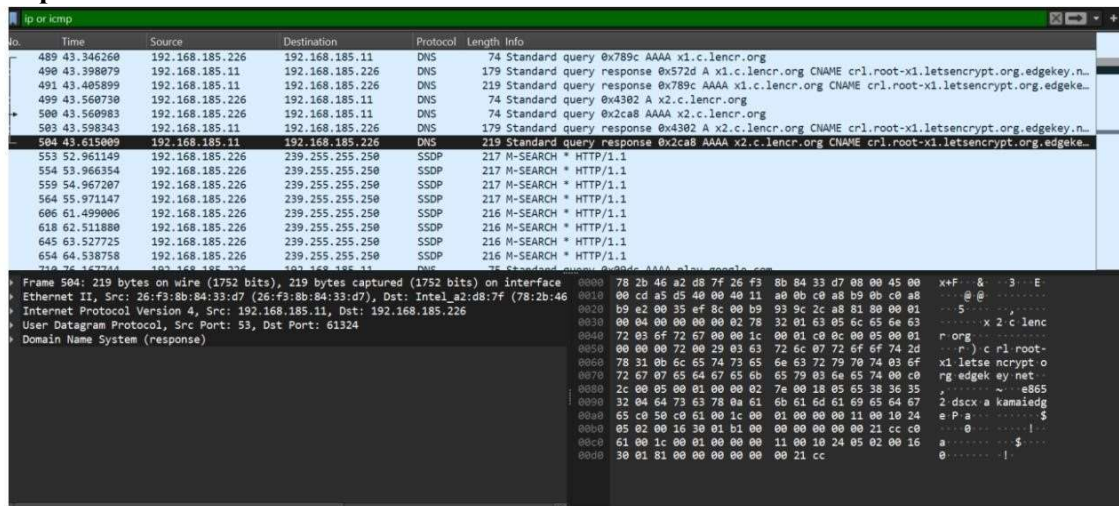 ip or icmp
No. Time Source Destination Protocol Length Info
489 43.346260 192.168.185.226 192.168.185.11 DNS 74 Standard query 0x789c AAAA x1.c.lencr.org
490 43.398079 192.168.185.11 192.168.185.226 DNS 179 Standard query response 0x572d A x1.c.lencr.org CNAME crl.root-x1.letsencrypt.org.edgekey.n…
491 43.405899 192.168.185.11 192.168.185.226 DNS 219 Standard query response 0x789c AAAA x1.c.lencr.org CNAME crl.root-x1.letsencrypt.org.edgeke…
499 43.560730 192.168.185.226 192.168.185.11 DNS 74 Standard query 0x4302 A x2.c.lencr.org
500 43.560983 192.168.185.226 192.168.185.11 DNS 74 Standard query 0x2ca8 AAAA x2.c.lencr.org
503 43.598343 192.168.185.11 192.168.185.226 DNS 179 Standard query response 0x4302 A x2.c.lencr.org CNAME crl.root-x1.letsencrypt.org.edgekey.n…
504 43.615009 192.168.185.11 192.168.185.226 DNS 219 Standard query response 0x2ca8 AAAA x2.c.lencr.org CNAME crl.root-x1.letsencrypt.org.edgeke…
553 52.961149 192.168.185.226 239.255.255.250 SSDP 217 M-SEARCH * HTTP/1.1
554 53.966354 192.168.185.226 239.255.255.250 SSDP 217 M-SEARCH * HTTP/1.1
559 54.967207 192.168.185.226 239.255.255.250 SSDP 217 M-SEARCH * HTTP/1.1
564 55.971147 192.168.185.226 239.255.255.250 SSDP 217 M-SEARCH * HTTP/1.1
606 61.499006 192.168.185.226 239.255.255.250 SSDP 216 M-SEARCH * HTTP/1.1
618 62.511880 192.168.185.226 239.255.255.250 SSDP 216 M-SEARCH * HTTP/1.1
645 63.527725 192.168.185.226 239.255.255.250 SSDP 216 M-SEARCH * HTTP/1.1
654 64.538758 192.168.185.226 239.255.255.250 SSDP 216 M-SEARCH * HTTP/1.1
Frame 504: 219 bytes on wire (1752 bits), 219 bytes captured (1752 bits) on interface
Ethernet II, Src: 26:f3:8b:84:33:d7 (26:f3:8b:84:33:d7), Dst: Intel_a2:d8:7f (78:2b:46
Internet Protocol Version 4, Src: 192.168.185.11, Dst: 192.168.185.226
User Datagram Protocol, Src Port: 53, Dst Port: 61324
Domain Name System (response)
0000 78 2b 46 a2 d8 7f 26 f3 8b 84 33 d7 08 00 45 00 x+F···&···3···E·
0010 00 cd a5 d5 40 00 40 11 a0 0b c0 a8 b9 0b c0 a8 ····@·@·········
0020 b9 e2 00 35 ef 8c 00 b9 93 9c 2c a8 81 80 00 01 ···5······,·····
0030 00 04 00 00 00 00 02 78 32 01 63 05 6c 65 6e 63 ·······x 2·c·lenc
0040 72 03 6f 72 67 00 00 1c 00 01 c0 0c 00 05 00 01 r·org···········
0050 00 00 00 72 00 29 03 63 72 6c 07 72 6f 6f 74 2d ···r·)·c rl·root-
0060 78 31 0b 6c 65 74 73 65 6e 63 72 79 70 74 03 6f x1·letse ncrypt·o
0070 72 67 07 65 64 67 65 6b 65 79 03 6e 65 74 00 c0 rg·edgek ey·net··
0080 2c 00 05 00 01 00 00 02 7e 00 18 05 65 38 36 35 ,······· ~···e865
0090 32 04 64 73 63 78 0a 61 6b 61 6d 61 69 65 64 67 2·dscx·a kamaiedg
00a0 65 c0 50 c0 61 00 1c 00 01 00 00 00 11 00 10 24 e·P·a··········$
00b0 05 02 00 16 30 01 b1 00 00 00 00 00 00 21 cc c0 ····0········!··
00c0 61 00 1c 00 01 00 00 00 11 00 10 24 05 02 00 16 a··········$····
00d0 30 01 81 00 00 00 00 00 00 21 cc 0········!·